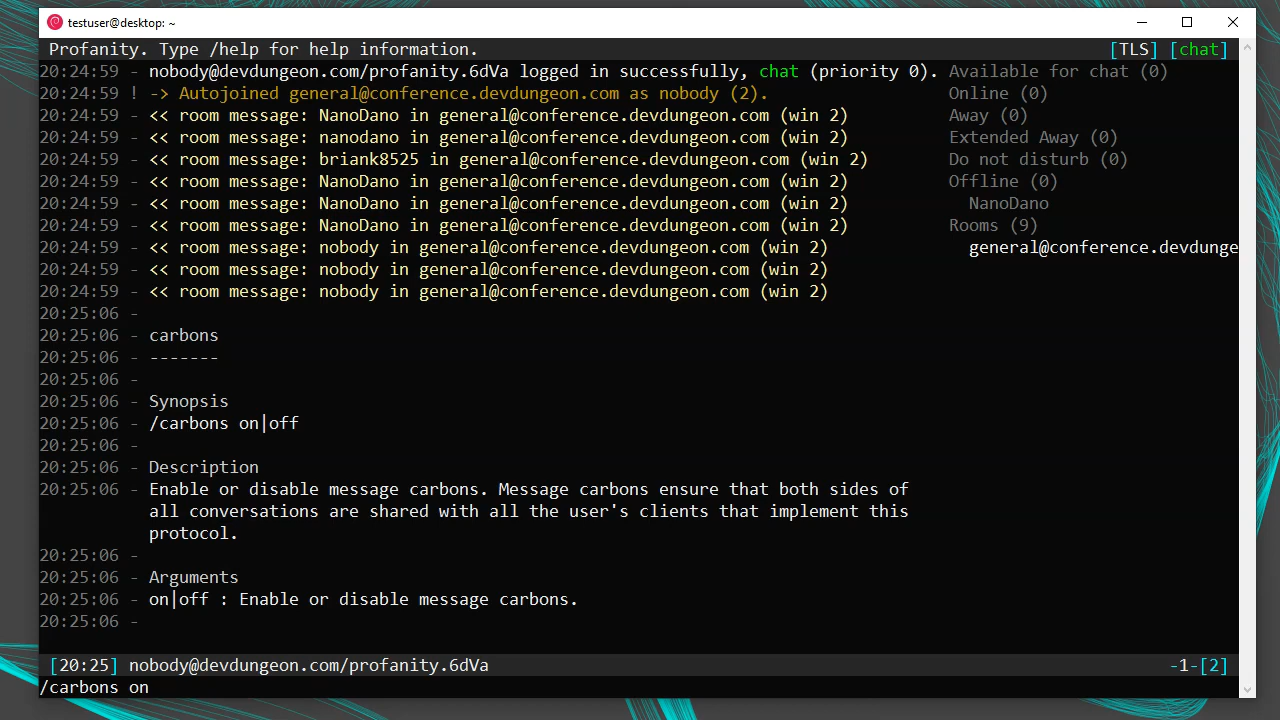 testuser@desktop: ~
Profanity. Type /help for help information. [TLS] [chat]
20:24:59 - nobody@devdungeon.com/profanity.6dVa logged in successfully, chat (priority 0). Available for chat (0)
20:24:59 ! -> Autojoined general@conference.devdungeon.com as nobody (2). Online (0)
20:24:59 - << room message: NanoDano in general@conference.devdungeon.com (win 2) Away (0)
20:24:59 - << room message: nanodano in general@conference.devdungeon.com (win 2) Extended Away (0)
20:24:59 - << room message: briank8525 in general@conference.devdungeon.com (win 2) Do not disturb (0)
20:24:59 - << room message: NanoDano in general@conference.devdungeon.com (win 2) Offline (0)
20:24:59 - << room message: NanoDano in general@conference.devdungeon.com (win 2) NanoDano
20:24:59 - << room message: NanoDano in general@conference.devdungeon.com (win 2) Rooms (9)
20:24:59 - << room message: nobody in general@conference.devdungeon.com (win 2) general@conference.devdunge
20:24:59 - << room message: nobody in general@conference.devdungeon.com (win 2)
20:24:59 - << room message: nobody in general@conference.devdungeon.com (win 2)
20:25:06 -
20:25:06 - carbons
20:25:06 - -------
20:25:06 -
20:25:06 - Synopsis
20:25:06 - /carbons on|off
20:25:06 -
20:25:06 - Description
20:25:06 - Enable or disable message carbons. Message carbons ensure that both sides of
all conversations are shared with all the user's clients that implement this
protocol.
20:25:06 -
20:25:06 - Arguments
20:25:06 - on|off : Enable or disable message carbons.
20:25:06 -
[20:25] nobody@devdungeon.com/profanity.6dVa -1-[2]
/carbons on